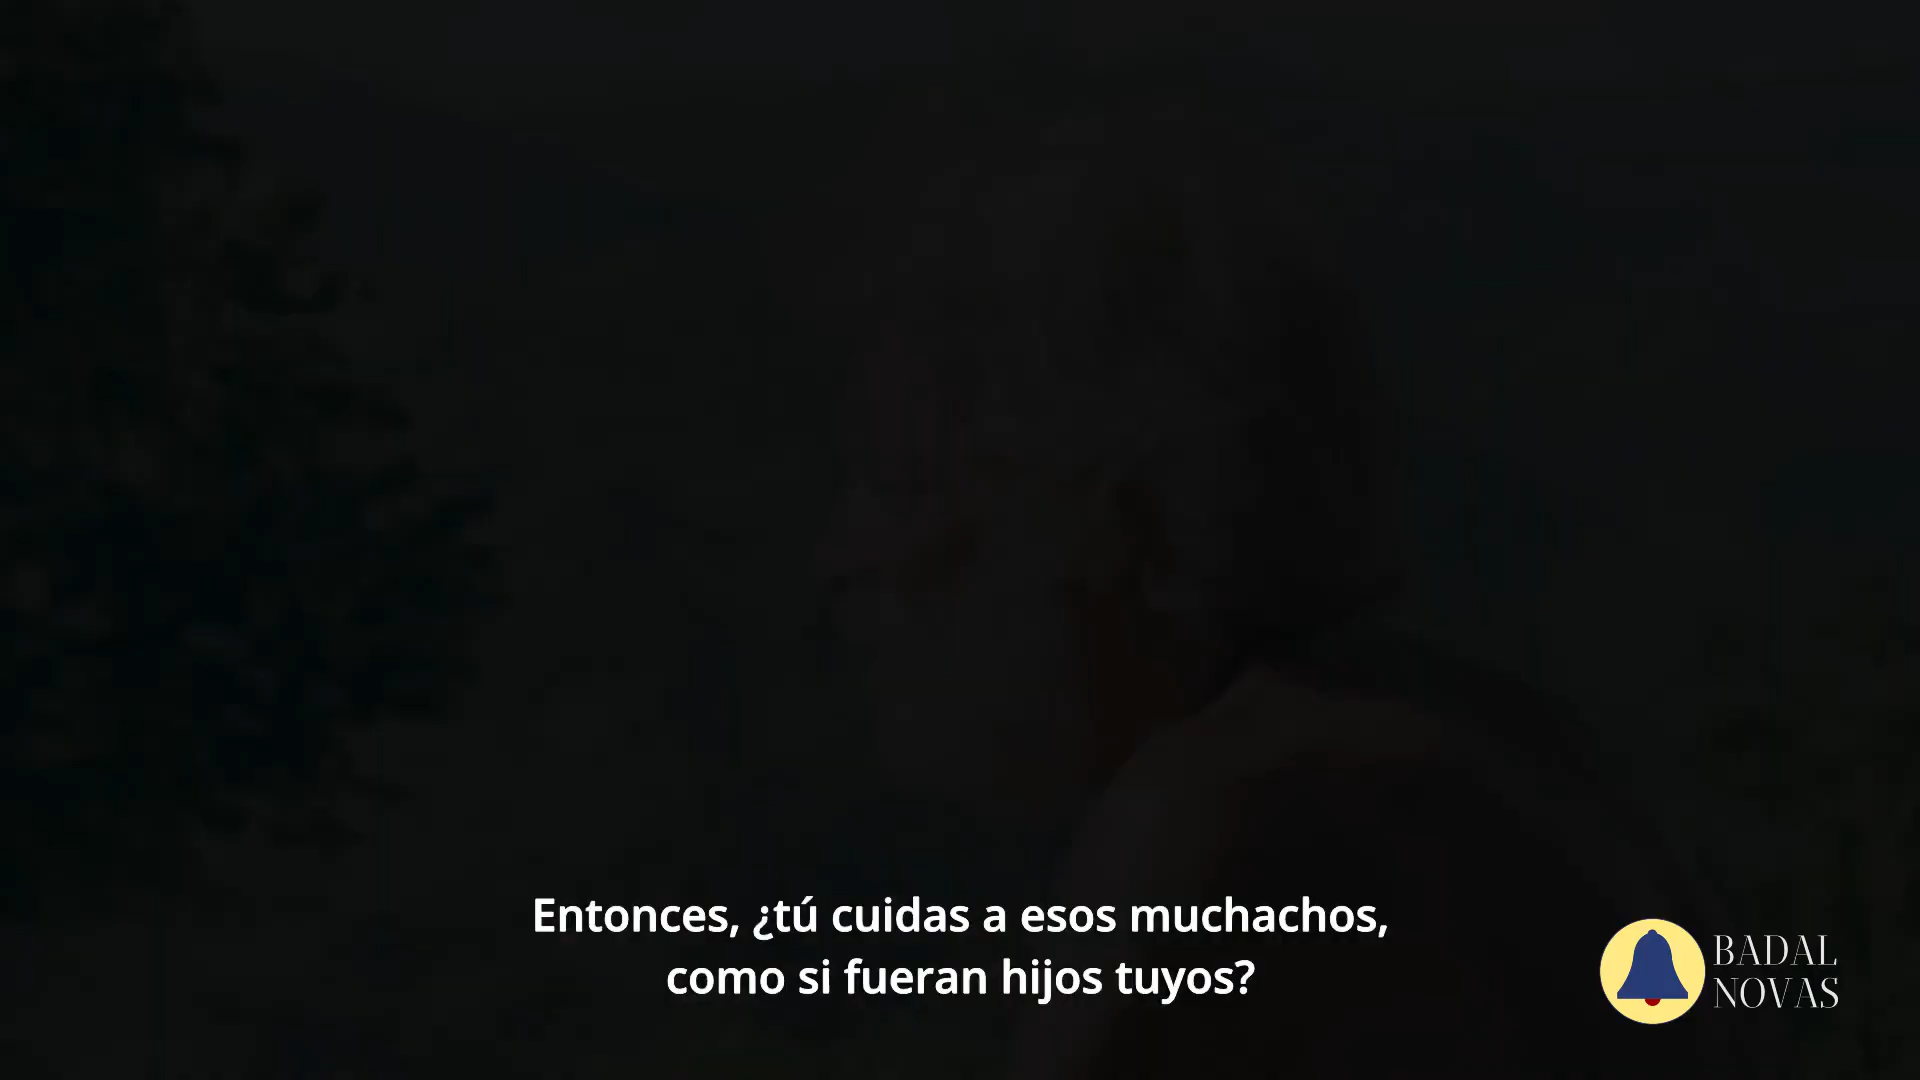 Entonces, ¿tú cuidas a esos muchachos,
como si fueran hijos tuyos?
BADAL
NOVAS